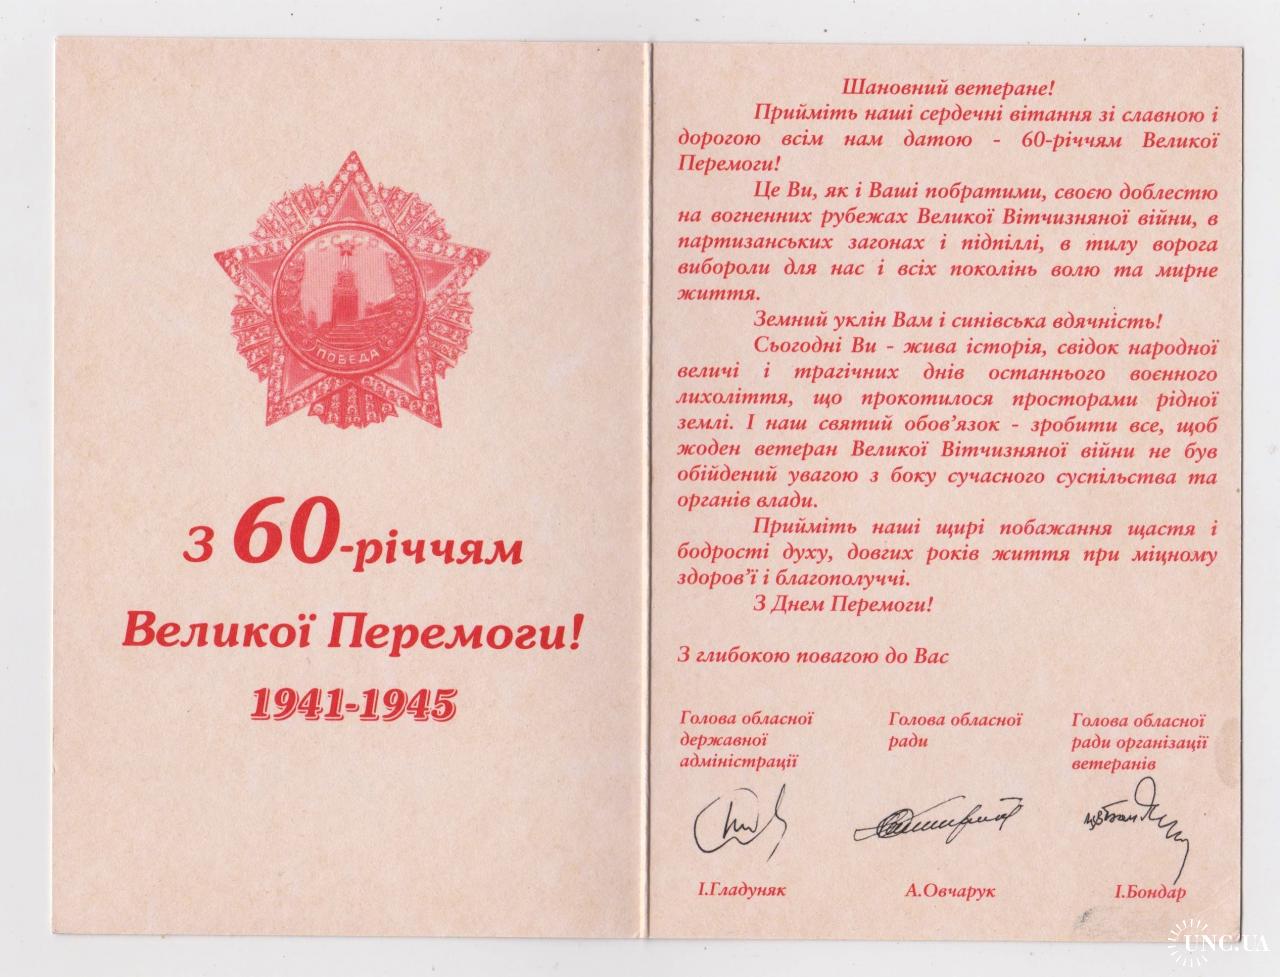 СССР
ПОБЕДА
З 60-річчям
Великої Перемоги!
1941-1945
Шановний ветеране!
Прийміть наші сердечні вітання зі славною і
дорогою всім нам датою - 60-річчям Великої
Перемоги!
Це Ви, як і Ваші побратими, своєю доблестю
на вогненних рубежах Великої Вітчизняної війни, в
партизанських загонах і підпіллі, в тилу ворога
вибороли для нас і всіх поколінь волю та мирне
життя.
Земний уклін Вам і синівська вдячність!
Сьогодні Ви - жива історія, свідок народної
величі і трагічних днів останнього воєнного
лихоліття, що прокотилося просторами рідної
землі. І наш святий обов’язок - зробити все, щоб
жоден ветеран Великої Вітчизняної війни не був
обійдений увагою з боку сучасного суспільства та
органів влади.
Прийміть наші щирі побажання щастя і
бодрості духу, довгих років життя при міцному
здоров’ї і благополуччі.
З Днем Перемоги!
З глибокою повагою до Вас
Голова обласної
державної
адміністрації
Голова обласної
ради
Голова обласної
ради організації
ветеранів
І.Гладуняк
А.Овчарук
І.Бондар
UNC.UA